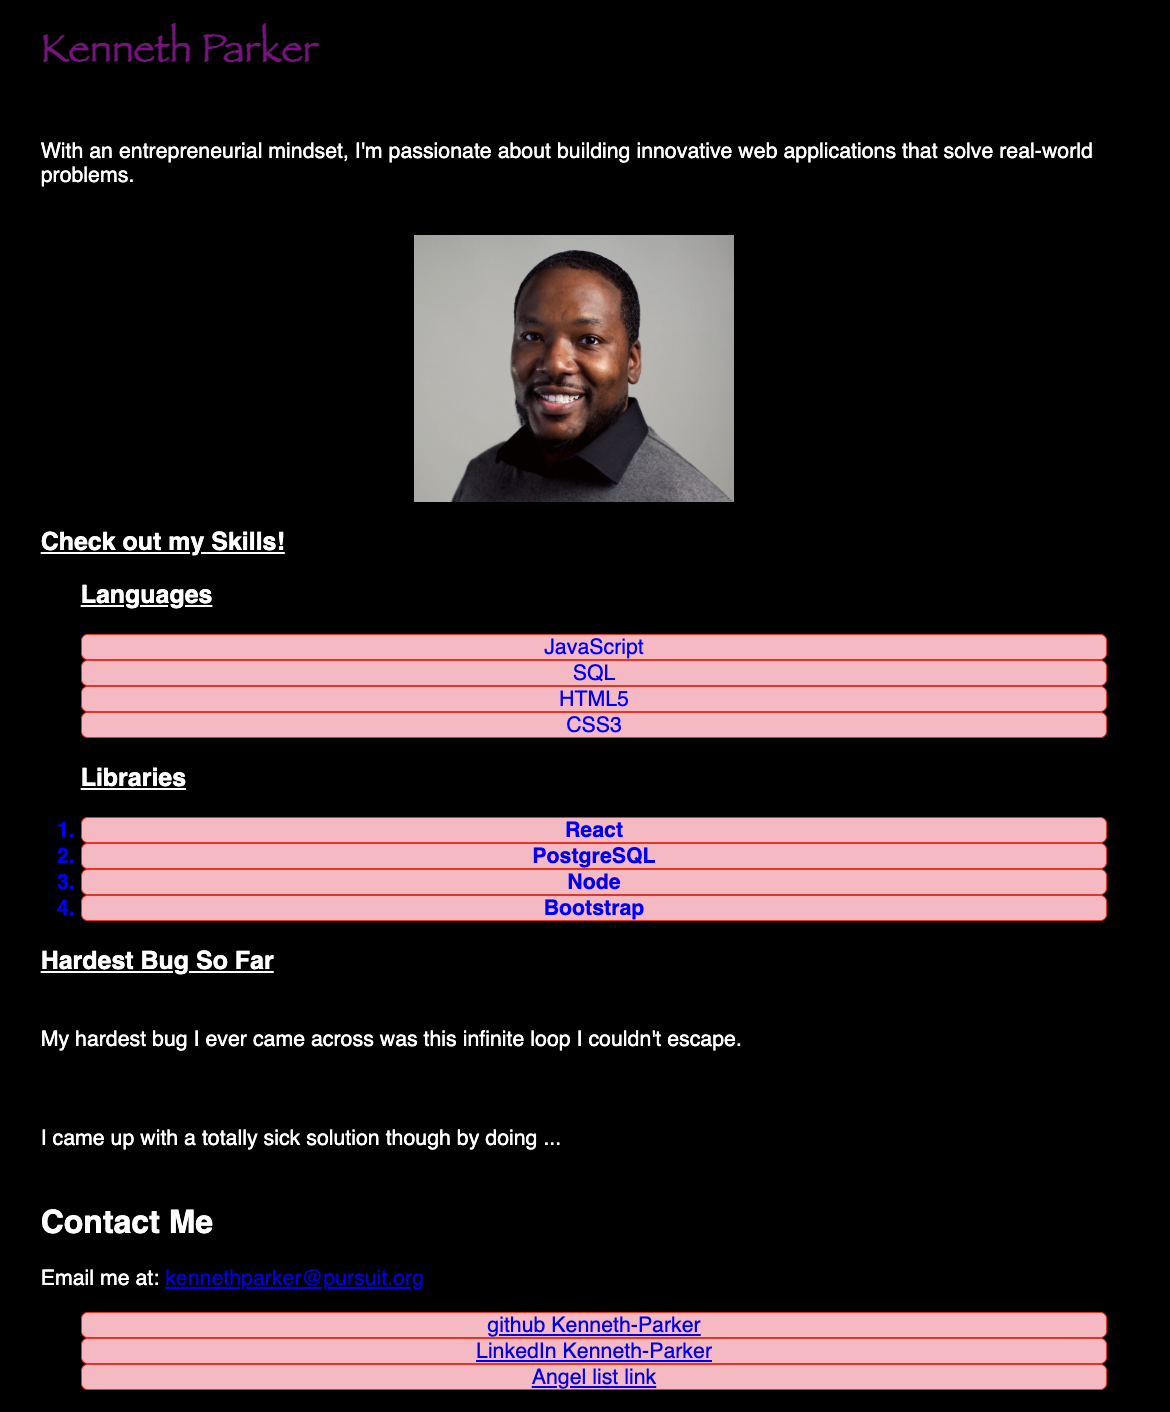 Kenneth Parker
With an entrepreneurial mindset, I'm passionate about building innovative web applications that solve real-world
problems.
Check out my Skills!
Languages
JavaScript
SQL
HTML5
CSS3
Libraries
1. React
2. PostgreSQL
3. Node
4. Bootstrap
Hardest Bug So Far
My hardest bug I ever came across was this infinite loop I couldn't escape.
I came up with a totally sick solution though by doing ...
Contact Me
Email me at: kennethparker@pursuit.org
github Kenneth-Parker
LinkedIn Kenneth-Parker
Angel list link